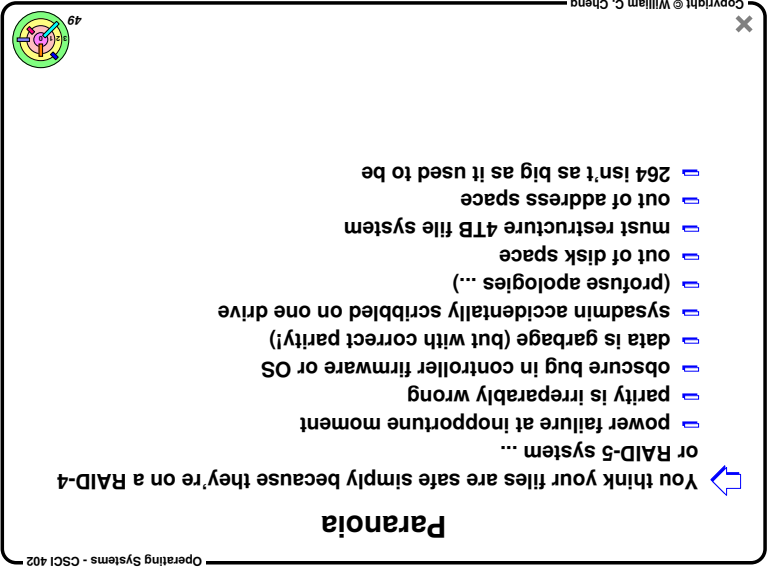 Operating Systems - CSCI 402
Paranoia
You think your files are safe simply because they're on a RAID-4
or RAID-5 system ...
power failure at inopportune moment
parity is irreparably wrong
obscure bug in controller firmware or OS
data is garbage (but with correct parity!)
sysadmin accidentally scribbled on one drive
(profuse apologies ...)
out of disk space
must restructure 4TB file system
out of address space
264 isn't as big as it used to be
49
3 2 1 0
Copyright © William C. Cheng